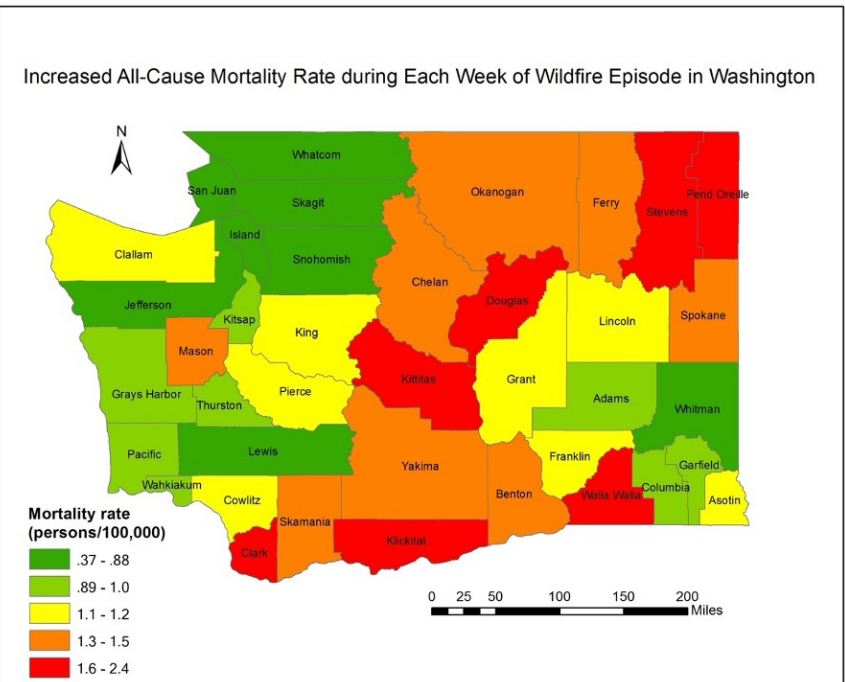 Increased All-Cause Mortality Rate during Each Week of Wildfire Episode in Washington
N
Whatcom
Okanogan
Ferry
Stevens
Pend Oreille
San Juan
Skagit
Island
Snohomish
Clallam
Chelan
Douglas
Jefferson
Kitsap
King
Lincoln
Spokane
Mason
Kittitas
Grant
Pierce
Grays Harbor
Thurston
Adams
Whitman
Pacific
Lewis
Yakima
Franklin
Garfield
Wahkiakum
Cowlitz
Benton
Walla Walla
Columbia
Asotin
Skamania
Clark
Klickitat
Mortality rate
(persons/100,000)
.37 - .88
.89 - 1.0
1.1 - 1.2
1.3 - 1.5
1.6 - 2.4
0 25 50 100 150 200
Miles